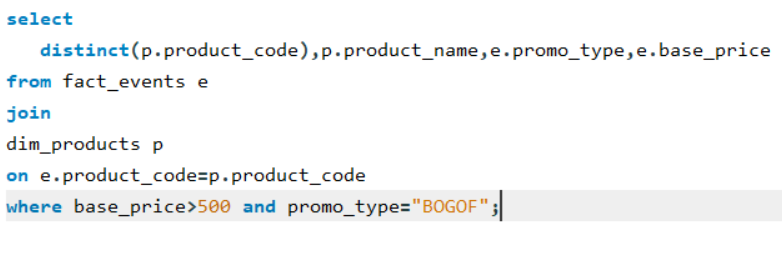 select
distinct(p.product_code),p.product_name,e.promo_type,e.base_price
from fact_events e
join
dim_products p
on e.product_code=p.product_code
where base_price>500 and promo_type="BOGOF";